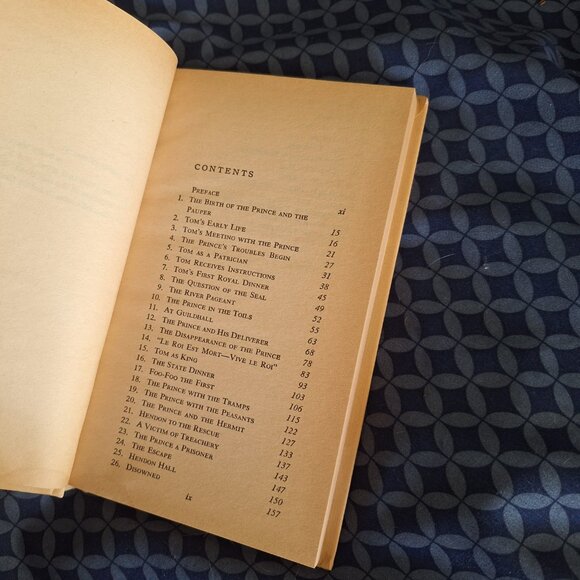 CONTENTS
PREFACE xi
1. THE BIRTH OF THE PRINCE AND THE
PAUPER 15
2. TOM'S EARLY LIFE 16
3. TOM'S MEETING WITH THE PRINCE 21
4. THE PRINCE'S TROUBLES BEGIN 27
5. TOM AS A PATRICIAN 31
6. TOM RECEIVES INSTRUCTIONS 38
7. TOM'S FIRST ROYAL DINNER 45
8. THE QUESTION OF THE SEAL 49
9. THE RIVER PAGEANT 52
10. THE PRINCE IN THE TOILS 55
11. AT GUILDHALL 63
12. THE PRINCE AND HIS DELIVERER 68
13. THE DISAPPEARANCE OF THE PRINCE 78
14. "LE ROI EST MORT—VIVE LE ROI" 83
15. TOM AS KING 93
16. THE STATE DINNER 103
17. FOO-FOO THE FIRST 106
18. THE PRINCE WITH THE TRAMPS 115
19. THE PRINCE WITH THE PEASANTS 122
20. THE PRINCE AND THE HERMIT 127
21. HENDON TO THE RESCUE 133
22. A VICTIM OF TREACHERY 137
23. THE PRINCE A PRISONER 143
24. THE ESCAPE 147
25. HENDON HALL 150
26. DISOWNED 157
ix